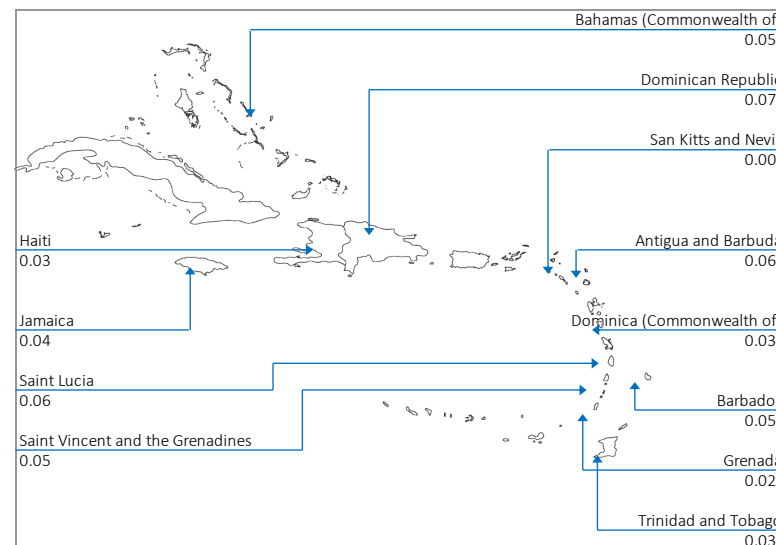 Bahamas (Commonwealth of
0.05
Dominican Republic
0.07
San Kitts and Nevi
0.00
Haiti
0.03
Antigua and Barbuda
0.06
Jamaica
0.04
Dominica (Commonwealth of
0.03
Saint Lucia
0.06
Barbado
0.05
Saint Vincent and the Grenadines
0.05
Grenada
0.02
Trinidad and Tobago
0.03